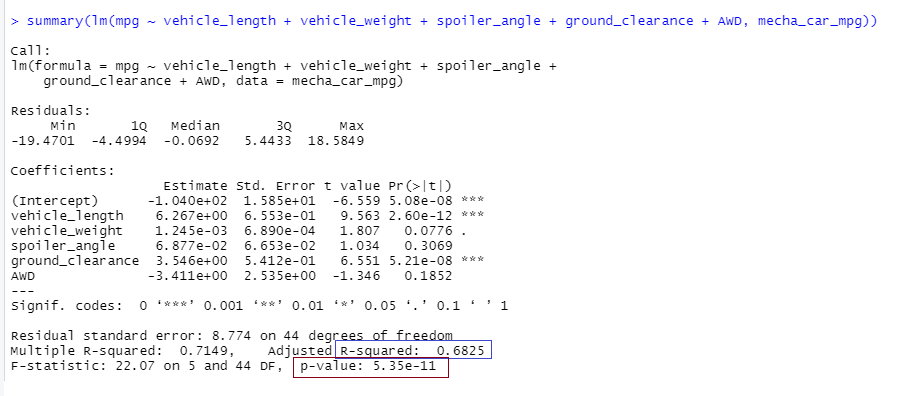 > summary(lm(mpg ~ vehicle_length + vehicle_weight + spoiler_angle + ground_clearance + AWD, mecha_car_mpg))
Call:
lm(formula = mpg ~ vehicle_length + vehicle_weight + spoiler_angle +
    ground_clearance + AWD, data = mecha_car_mpg)
Residuals:
     Min       1Q   Median       3Q      Max
-19.4701  -4.4994  -0.0692   5.4433  18.5849
Coefficients:
                   Estimate Std. Error t value Pr(>|t|)
(Intercept)      -1.040e+02  1.585e+01  -6.559 5.08e-08 ***
vehicle_length    6.267e+00  6.553e-01   9.563 2.60e-12 ***
vehicle_weight    1.245e-03  6.890e-04   1.807   0.0776 .
spoiler_angle     6.877e-02  6.653e-02   1.034   0.3069
ground_clearance  3.546e+00  5.412e-01   6.551 5.21e-08 ***
AWD              -3.411e+00  2.535e+00  -1.346   0.1852
---
Signif. codes:  0 ‘***’ 0.001 ‘**’ 0.01 ‘*’ 0.05 ‘.’ 0.1 ‘ ’ 1
Residual standard error: 8.774 on 44 degrees of freedom
Multiple R-squared:  0.7149,    Adjusted R-squared:  0.6825
F-statistic: 22.07 on 5 and 44 DF,  p-value: 5.35e-11